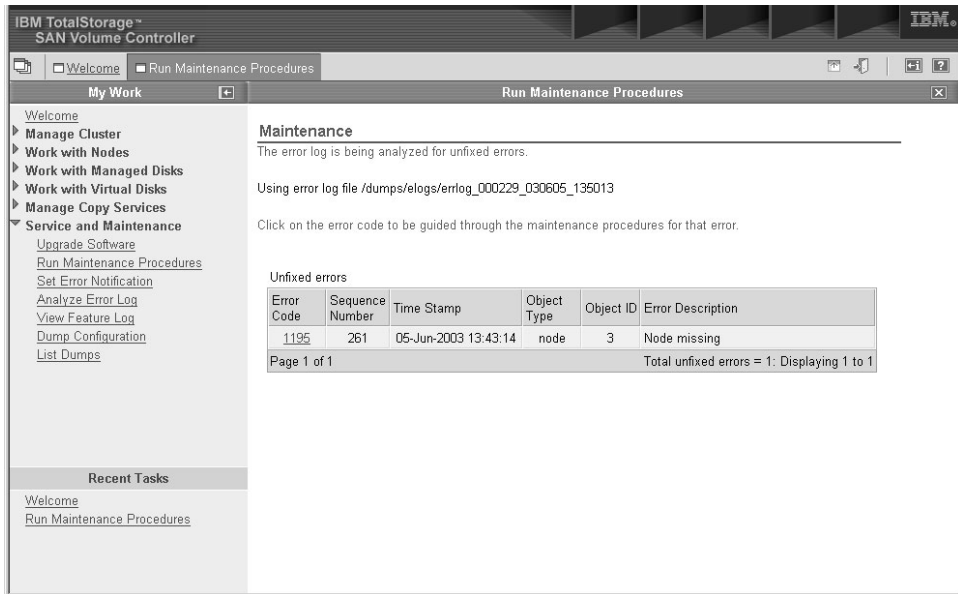 IBM TotalStorage™
SAN Volume Controller
IBM®
Welcome
Run Maintenance Procedures
My Work
Run Maintenance Procedures
Welcome
Manage Cluster
Work with Nodes
Work with Managed Disks
Work with Virtual Disks
Manage Copy Services
Service and Maintenance
Upgrade Software
Run Maintenance Procedures
Set Error Notification
Analyze Error Log
View Feature Log
Dump Configuration
List Dumps
Recent Tasks
Welcome
Run Maintenance Procedures
Maintenance
The error log is being analyzed for unfixed errors.
Using error log file /dumps/elogs/errlog_000229_030605_135013
Click on the error code to be guided through the maintenance procedures for that error.
Unfixed errors
Error Code Sequence Number Time Stamp Object Type Object ID Error Description
1195 261 05-Jun-2003 13:43:14 node 3 Node missing
Page 1 of 1 Total unfixed errors = 1: Displaying 1 to 1